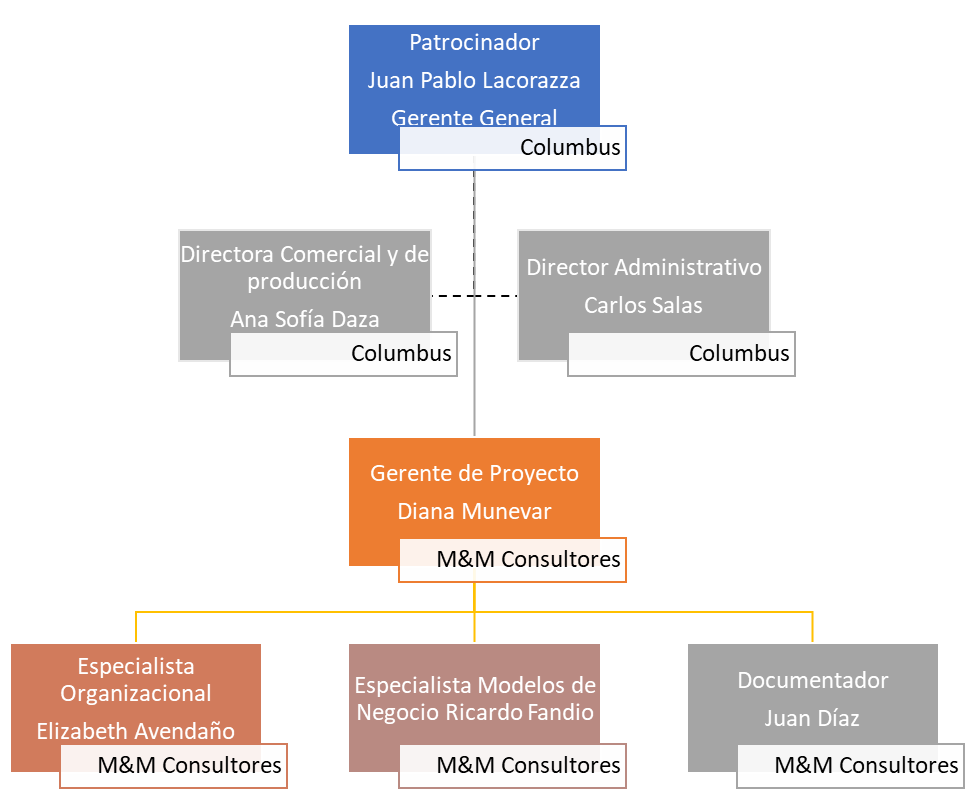 Patrocinador
Juan Pablo Lacorazza
Gerente General
Columbus
Directora Comercial y de
producción
Ana Sofía Daza
Columbus
Director Administrativo
Carlos Salas
Columbus
Gerente de Proyecto
Diana Munevar
M&M Consultores
Especialista
Organizacional
Elizabeth Avendaño
M&M Consultores
Especialista Modelos de
Negocio Ricardo Fandio
M&M Consultores
Documentador
Juan Díaz
M&M Consultores